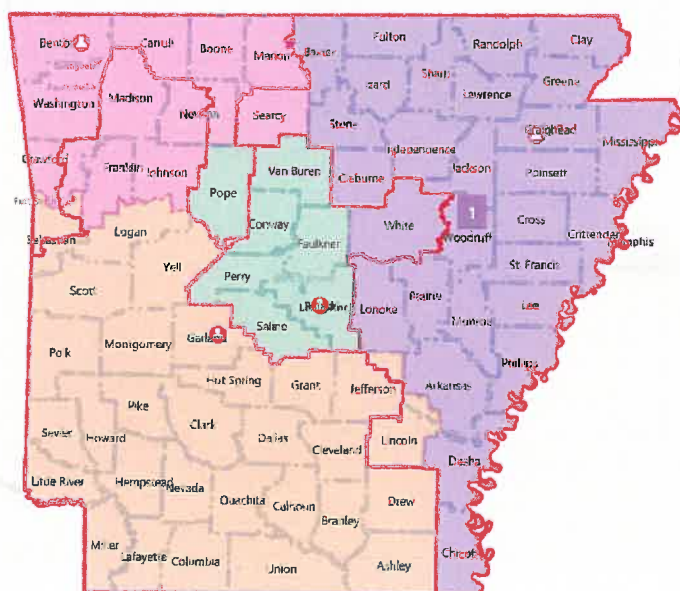 Benton
Carroll
Boone
Marion
Baxter
Fulton
Randolph
Clay
Izard
Sharp
Greene
Washington
Madison
Lawrence
Newton
Searcy
Stone
Craighead
Mississippi
Independence
Crawford
Franklin
Johnson
Van Buren
Cleburne
Jackson
Poinsett
Pope
Conway
White
1
Cross
Crittenden
Memphis
Sebastian
Logan
Faulkner
Woodruff
Yell
Perry
St. Francis
Scott
Lonoke
Prairie
Lee
Monroe
Saline
Polk
Montgomery
Garland
Phillips
Hot Spring
Grant
Jefferson
Arkansas
Pike
Clark
Sevier
Howard
Dallas
Cleveland
Lincoln
Desha
Little River
Hempstead
Nevada
Ouachita
Calhoun
Bradley
Drew
Miller
Lafayette
Columbia
Union
Ashley
Chicot